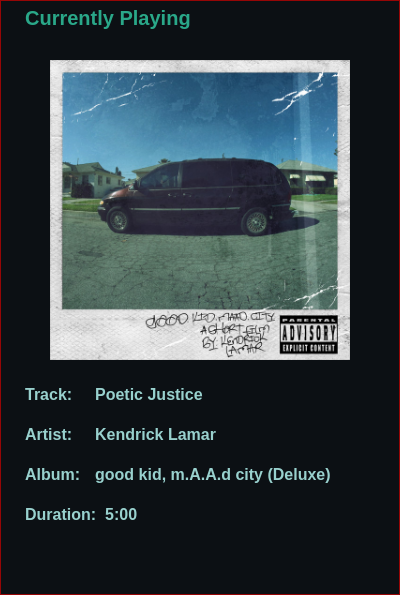 Currently Playing
gOOD KID, mAAD CITY
A SHORT FILM
BY KENDRICK
LAMAR
PARENTAL
ADVISORY
EXPLICIT CONTENT
Track: Poetic Justice
Artist: Kendrick Lamar
Album: good kid, m.A.A.d city (Deluxe)
Duration: 5:00